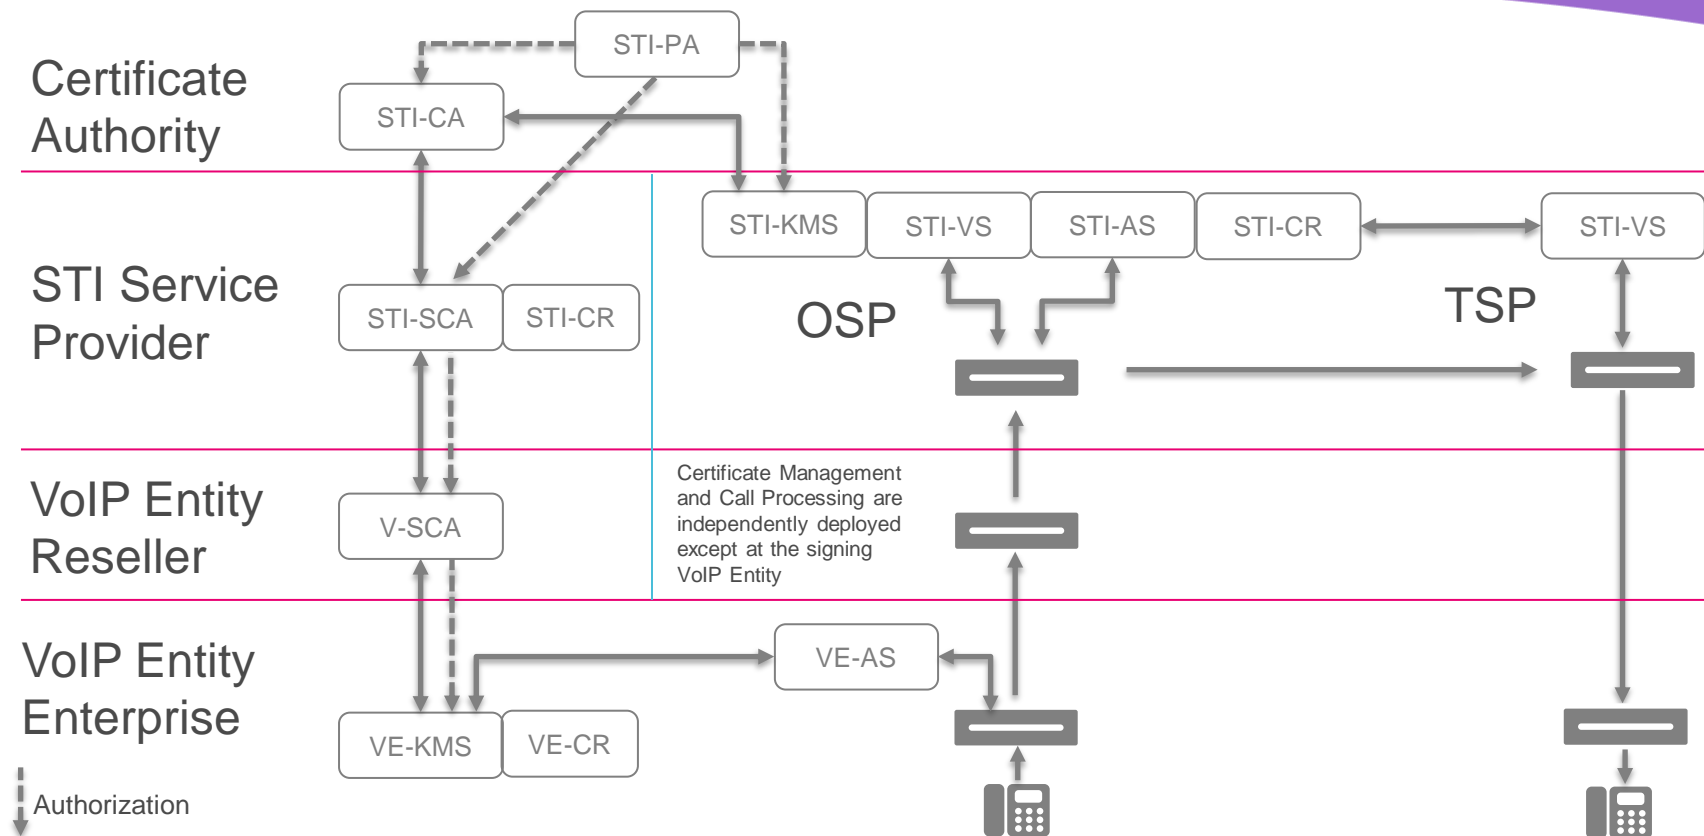 STI-PA
Certificate
Authority
STI-CA
STI-KMS
STI-VS
STI-AS
STI-CR
STI-VS
STI Service
Provider
STI-SCA
STI-CR
OSP
TSP
VoIP Entity
Reseller
V-SCA
Certificate Management
and Call Processing are
independently deployed
except at the signing
VoIP Entity
VoIP Entity
Enterprise
VE-AS
VE-KMS
VE-CR
Authorization